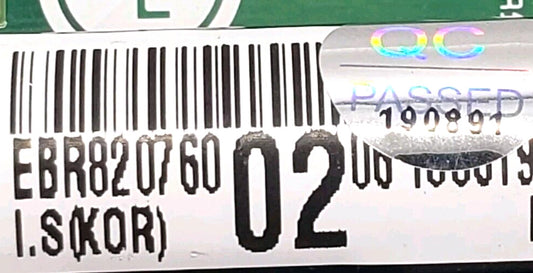 L
QC
PASSED
190891
EBR820760 02
I.S(KOR)